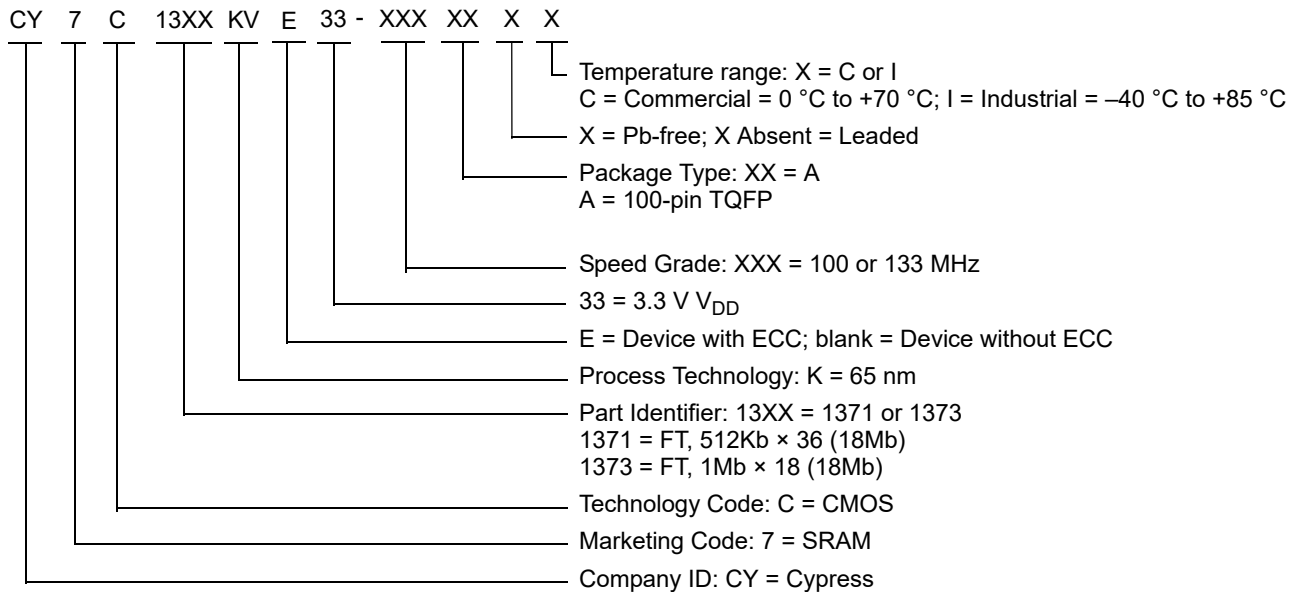 CY 7 C 13XX KV E 33 - XXX XX X X
Temperature range: X = C or I
C = Commercial = 0 °C to +70 °C; I = Industrial = –40 °C to +85 °C
X = Pb-free; X Absent = Leaded
Package Type: XX = A
A = 100-pin TQFP
Speed Grade: XXX = 100 or 133 MHz
33 = 3.3 V VDD
E = Device with ECC; blank = Device without ECC
Process Technology: K = 65 nm
Part Identifier: 13XX = 1371 or 1373
1371 = FT, 512Kb × 36 (18Mb)
1373 = FT, 1Mb × 18 (18Mb)
Technology Code: C = CMOS
Marketing Code: 7 = SRAM
Company ID: CY = Cypress